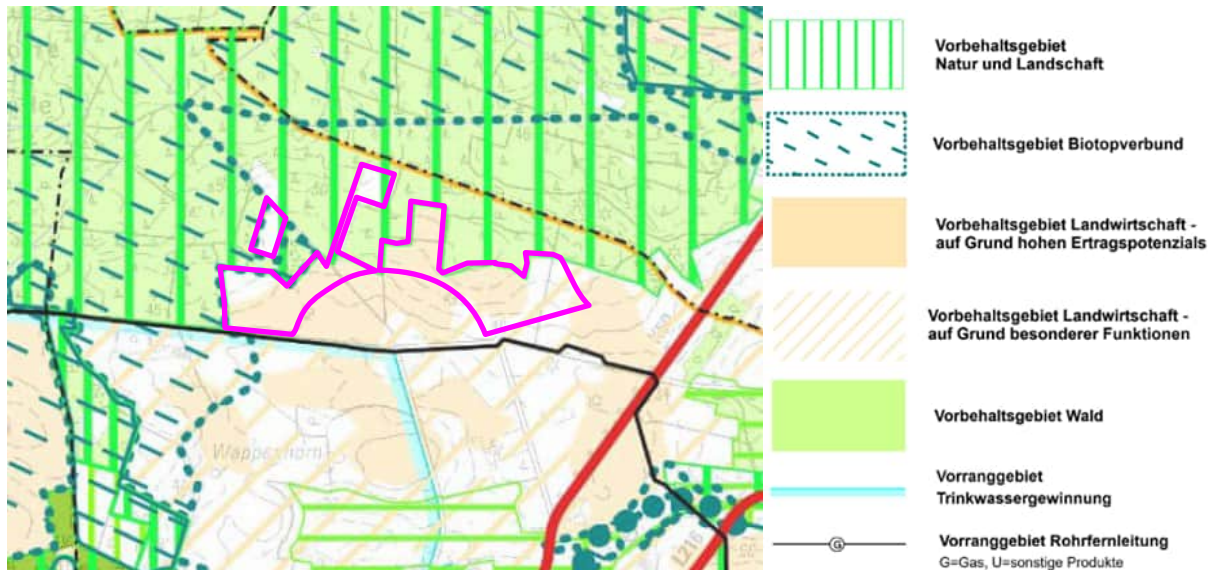 Vorbehaltsgebiet
Natur und Landschaft
Vorbehaltsgebiet Biotopverbund
Vorbehaltsgebiet Landwirtschaft -
auf Grund hohen Ertragspotenzials
Vorbehaltsgebiet Landwirtschaft -
auf Grund besonderer Funktionen
Vorbehaltsgebiet Wald
Vorranggebiet
Trinkwassergewinnung
G
Vorranggebiet Rohrfernleitung
G=Gas, U=sonstige Produkte
L216